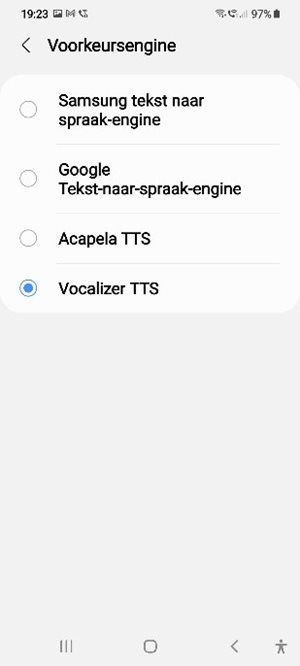 19:23 97%
Voorkeursengine
Samsung tekst naar
spraak-engine
Google
Tekst-naar-spraak-engine
Acapela TTS
Vocalizer TTS